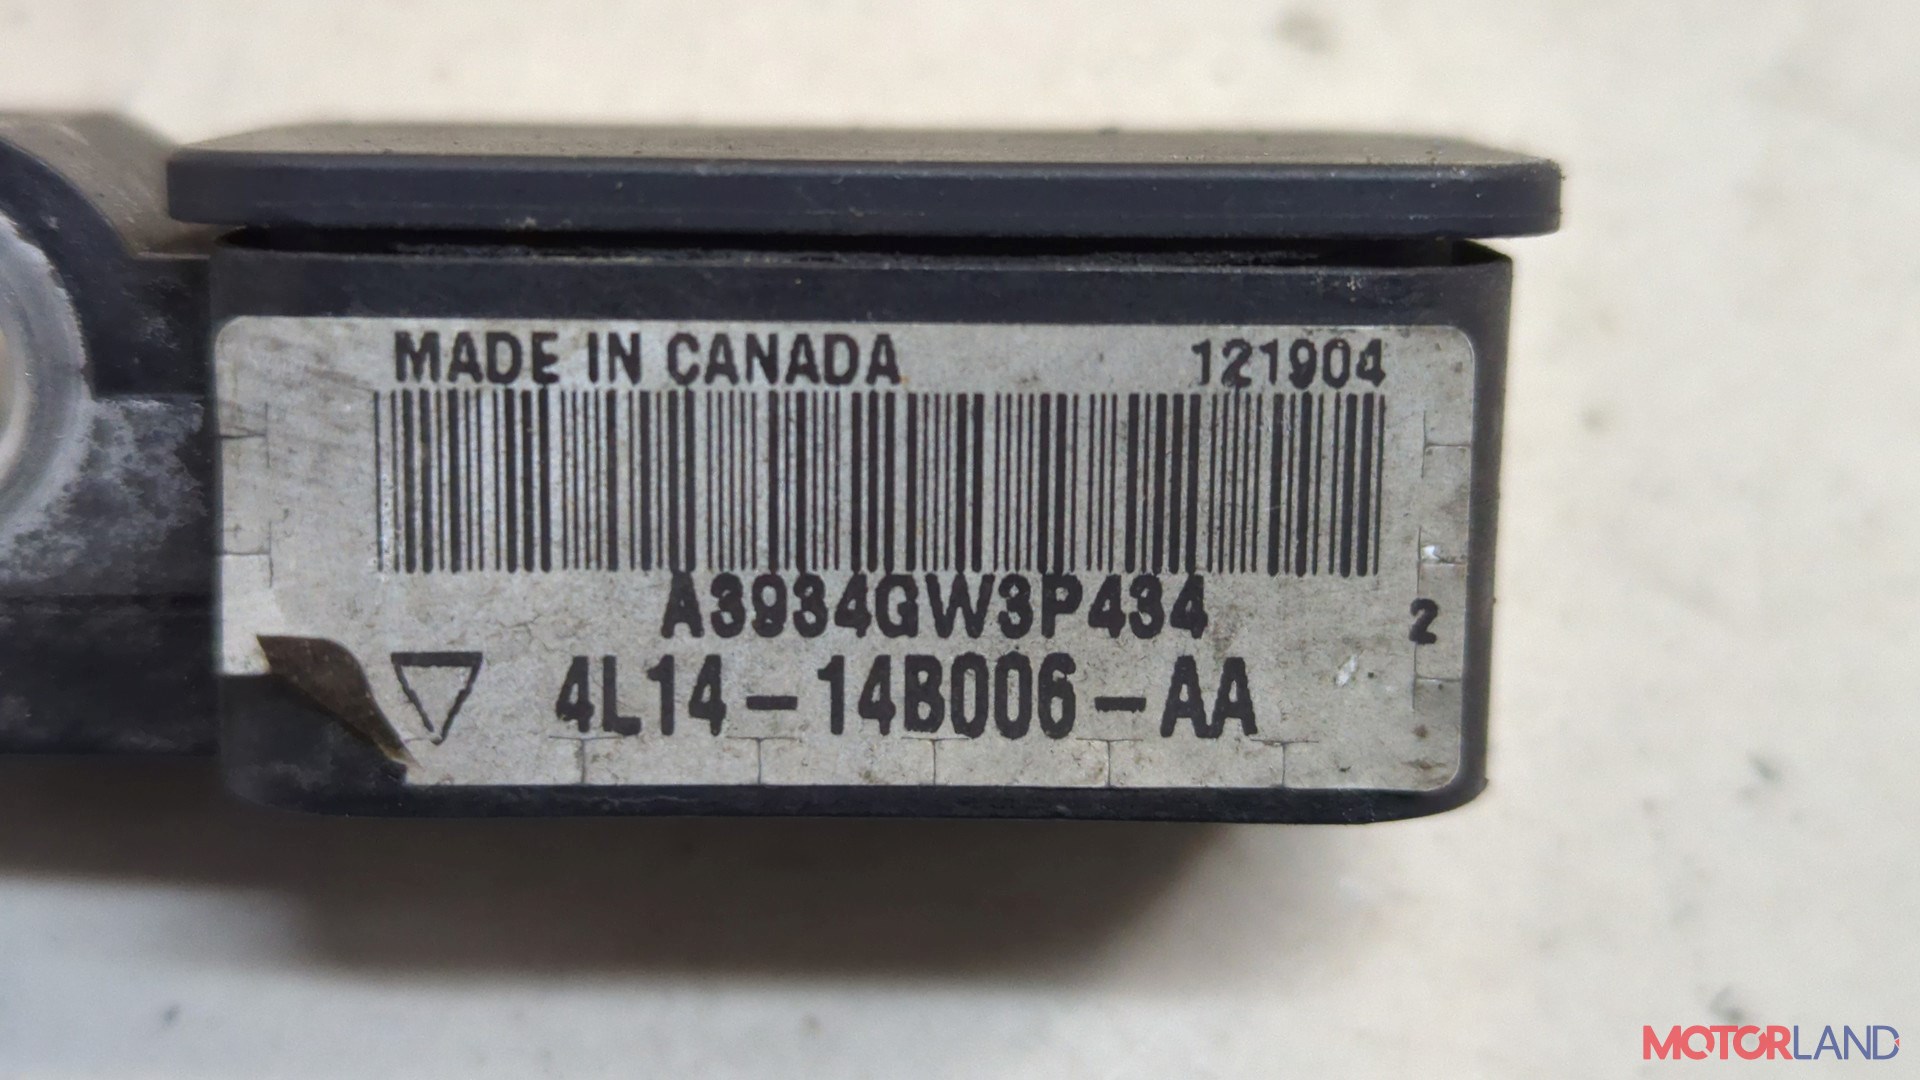 MADE IN CANADA 121904
A3934GW3P434
2
4L14-14B006-AA
MOTORLAND